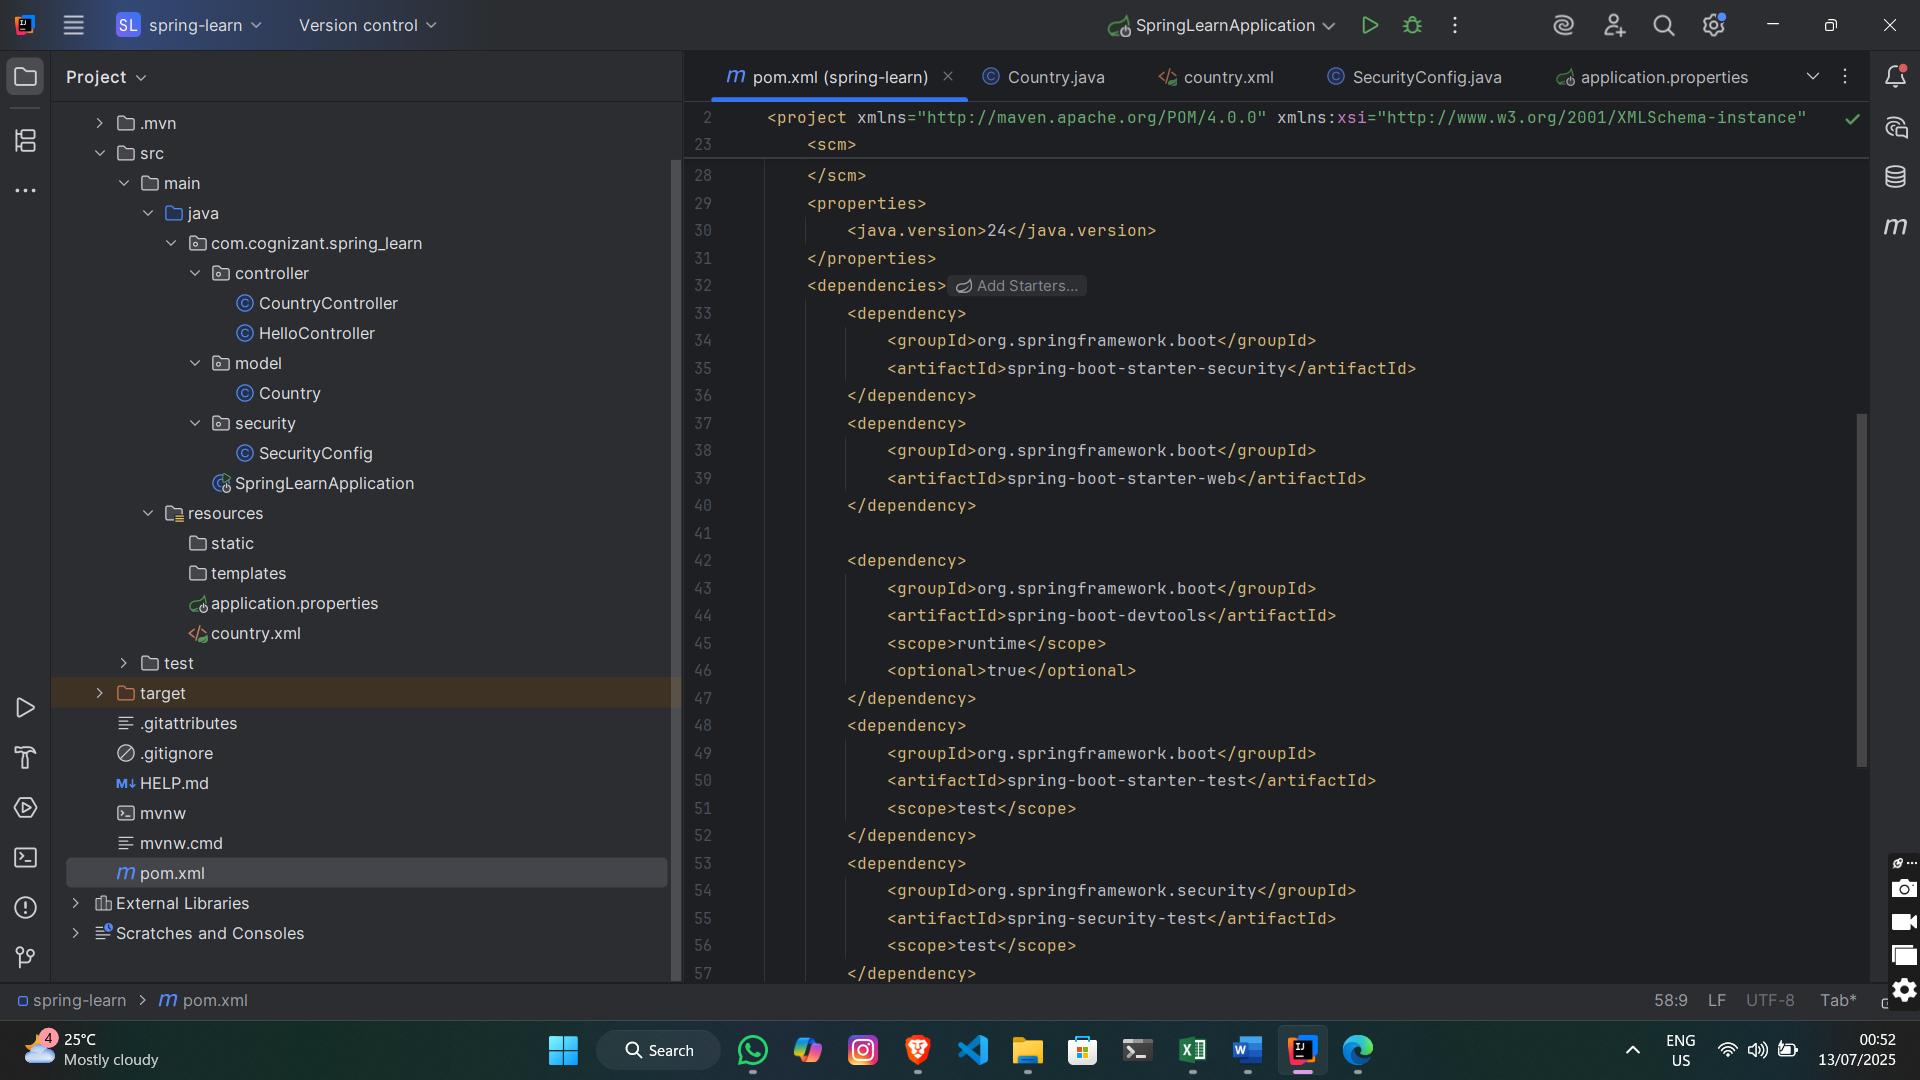 SL spring-learn Version control SpringLearnApplication
Project
pom.xml (spring-learn) Country.java country.xml SecurityConfig.java application.properties
.mvn
src
main
java
com.cognizant.spring_learn
controller
CountryController
HelloController
model
Country
security
SecurityConfig
SpringLearnApplication
resources
static
templates
application.properties
country.xml
test
target
.gitattributes
.gitignore
M↓ HELP.md
mvnw
mvnw.cmd
m pom.xml
External Libraries
Scratches and Consoles
2 <project xmlns="http://maven.apache.org/POM/4.0.0" xmlns:xsi="http://www.w3.org/2001/XMLSchema-instance"
23 <scm>
28 </scm>
29 <properties>
30 <java.version>24</java.version>
31 </properties>
32 <dependencies> Add Starters...
33 <dependency>
34 <groupId>org.springframework.boot</groupId>
35 <artifactId>spring-boot-starter-security</artifactId>
36 </dependency>
37 <dependency>
38 <groupId>org.springframework.boot</groupId>
39 <artifactId>spring-boot-starter-web</artifactId>
40 </dependency>
41
42 <dependency>
43 <groupId>org.springframework.boot</groupId>
44 <artifactId>spring-boot-devtools</artifactId>
45 <scope>runtime</scope>
46 <optional>true</optional>
47 </dependency>
48 <dependency>
49 <groupId>org.springframework.boot</groupId>
50 <artifactId>spring-boot-starter-test</artifactId>
51 <scope>test</scope>
52 </dependency>
53 <dependency>
54 <groupId>org.springframework.security</groupId>
55 <artifactId>spring-security-test</artifactId>
56 <scope>test</scope>
57 </dependency>
spring-learn > m pom.xml 58:9 LF UTF-8 Tab*
4 25°C
Mostly cloudy
Search
ENG
US
00:52
13/07/2025